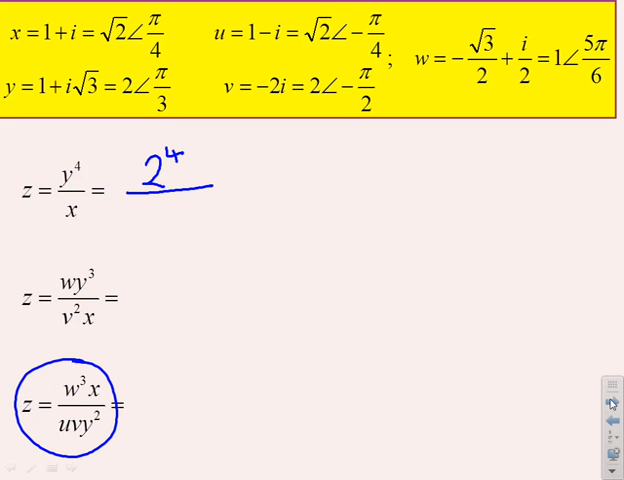 x = 1 + i = √2∠π/4 u = 1 − i = √2∠−π/4 ; w = −√3/2 + i/2 = 1∠5π/6
y = 1 + i√3 = 2∠π/3 v = −2i = 2∠−π/2
z = y⁴/x = 2⁴
z = wy³/v²x =
z = w³x/uvy² =